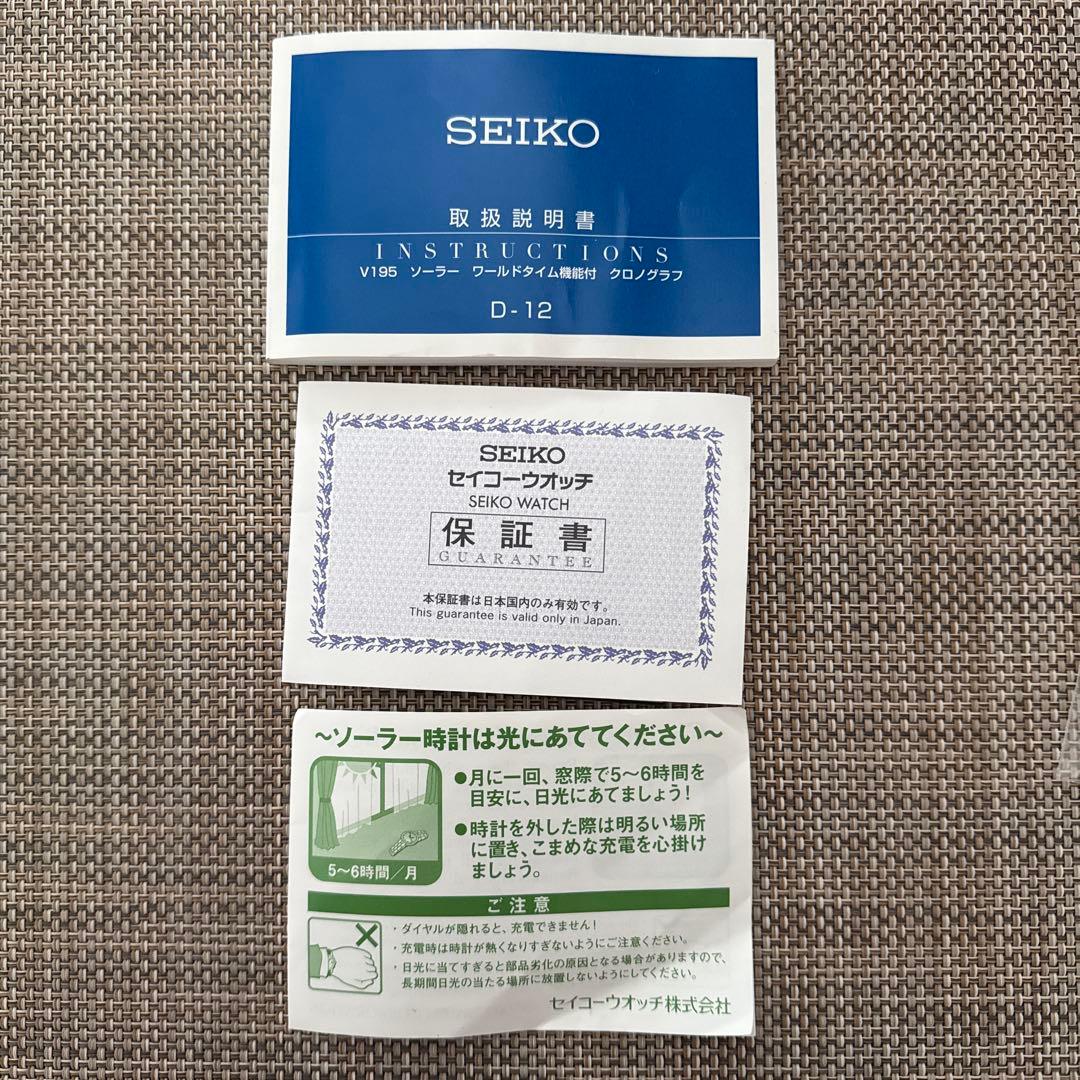 SEIKO
取扱説明書
INSTRUCTIONS
V195 ソーラー ワールドタイム機能付 クロノグラフ
D-12
SEIKO
セイコーウオッチ
SEIKO WATCH
保証書
GUARANTEE
本保証書は日本国内のみ有効です。
This guarantee is valid only in Japan.
～ソーラー時計は光にあててください～
●月に一回、窓際で5～6時間を
目安に、日光にあてましょう!
●時計を外した際は明るい場所
に置き、こまめな充電を心掛け
ましょう。
5～6時間／月
ご注意
・ダイヤルが隠れると、充電できません!
・充電時は時計が熱くなりすぎないようにご注意ください。
・日光に当てすぎると部品劣化の原因となる場合がありますので、
長期間日光の当たる場所に放置しないようにしてください。
セイコーウオッチ株式会社